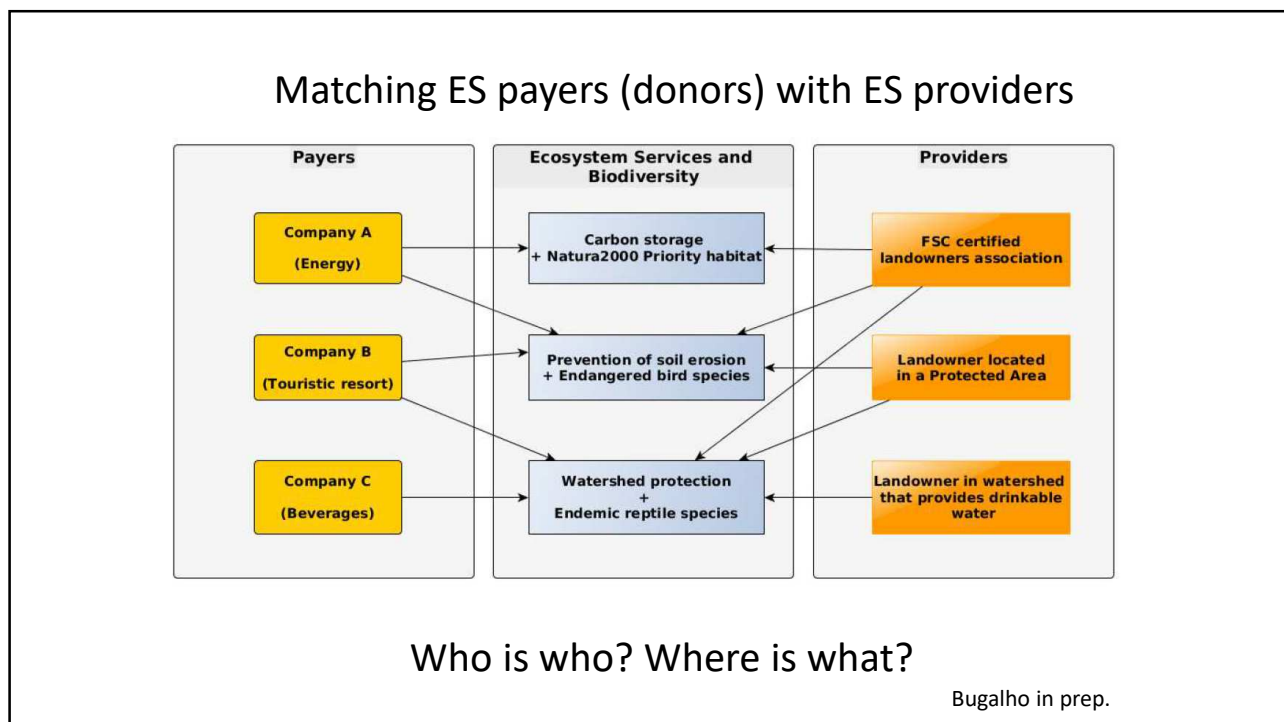 Matching ES payers (donors) with ES providers
Payers
Company A
(Energy)
Company B
(Touristic resort)
Company C
(Beverages)
Ecosystem Services and
Biodiversity
Carbon storage
+ Natura2000 Priority habitat
Prevention of soil erosion
+ Endangered bird species
Watershed protection
+
Endemic reptile species
Providers
FSC certified
landowners association
Landowner located
in a Protected Area
Landowner in watershed
that provides drinkable
water
Who is who? Where is what?
Bugalho in prep.